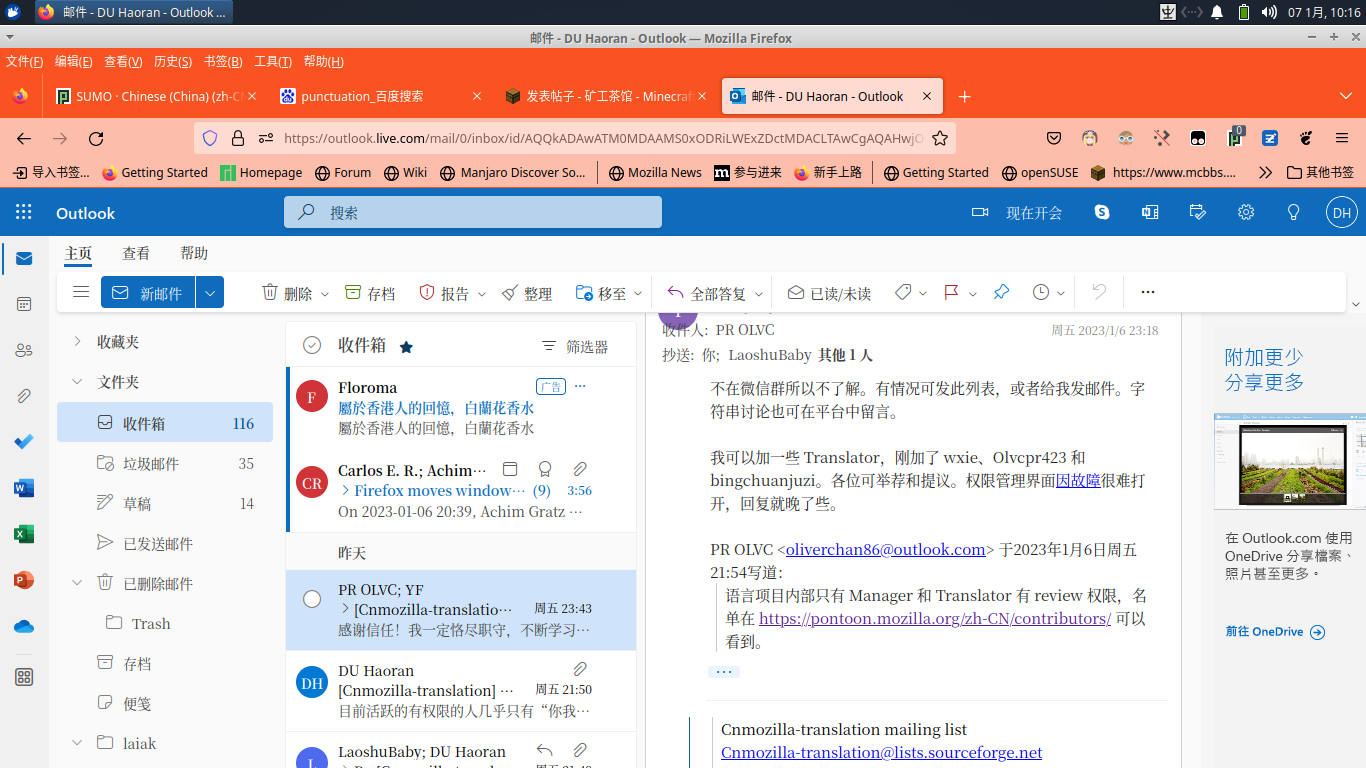 邮件 - DU Haoran - Outlook ...
07 1月, 10:16
邮件 - DU Haoran - Outlook — Mozilla Firefox
文件(F) 编辑(E) 查看(V) 历史(S) 书签(B) 工具(T) 帮助(H)
SUMO · Chinese (China) (zh-C
punctuation_百度搜索
发表帖子 - 矿工茶馆 - Minecraf
邮件 - DU Haoran - Outlook
https://outlook.live.com/mail/0/inbox/id/AQQkADAwATM0MDAAMS0xODRiLWExZDctMDACLTAwCgAQAHwjQ
0
导入书签... Getting Started Homepage Forum Wiki Manjaro Discover So... Mozilla News 参与进来 新手上路 Getting Started openSUSE https://www.mcbbs.... 其他书签
Outlook
搜索
现在开会
DH
主页 查看 帮助
新邮件 删除 存档 报告 整理 移至 全部答复 已读/未读
收藏夹
文件夹
收件箱 116
垃圾邮件 35
草稿 14
已发送邮件
已删除邮件
Trash
存档
便笺
laiak
收件箱
筛选器
F
Floroma
广告
屬於香港人的回憶，白蘭花香水
屬於香港人的回憶，白蘭花香水
CR
Carlos E. R.; Achim···
Firefox moves window··· (9) 3:56
On 2023-01-06 20:39, Achim Gratz ···
昨天
PR OLVC; YF
[Cnmozilla-translatio··· 周五 23:43
感谢信任！我一定恪尽职守，不断学习···
DH
DU Haoran
[Cnmozilla-translation] ··· 周五 21:50
目前活跃的有权限的人几乎只有“你我···
L
LaoshuBaby; DU Haoran
收件人: PR OLVC
周五 2023/1/6 23:18
抄送: 你; LaoshuBaby 其他 1 人
不在微信群所以不了解。有情况可发此列表，或者给我发邮件。字
符串讨论也可在平台中留言。
我可以加一些 Translator，刚加了 wxie、Olvcpr423 和
bingchuanjuzi。各位可举荐和提议。权限管理界面因故障很难打
开，回复就晚了些。
PR OLVC <oliverchan86@outlook.com> 于2023年1月6日周五
21:54写道：
语言项目内部只有 Manager 和 Translator 有 review 权限，名
单在 https://pontoon.mozilla.org/zh-CN/contributors/ 可以
看到。
···
Cnmozilla-translation mailing list
Cnmozilla-translation@lists.sourceforge.net
附加更少
分享更多
在 Outlook.com 使用
OneDrive 分享檔案、
照片甚至更多。
前往 OneDrive